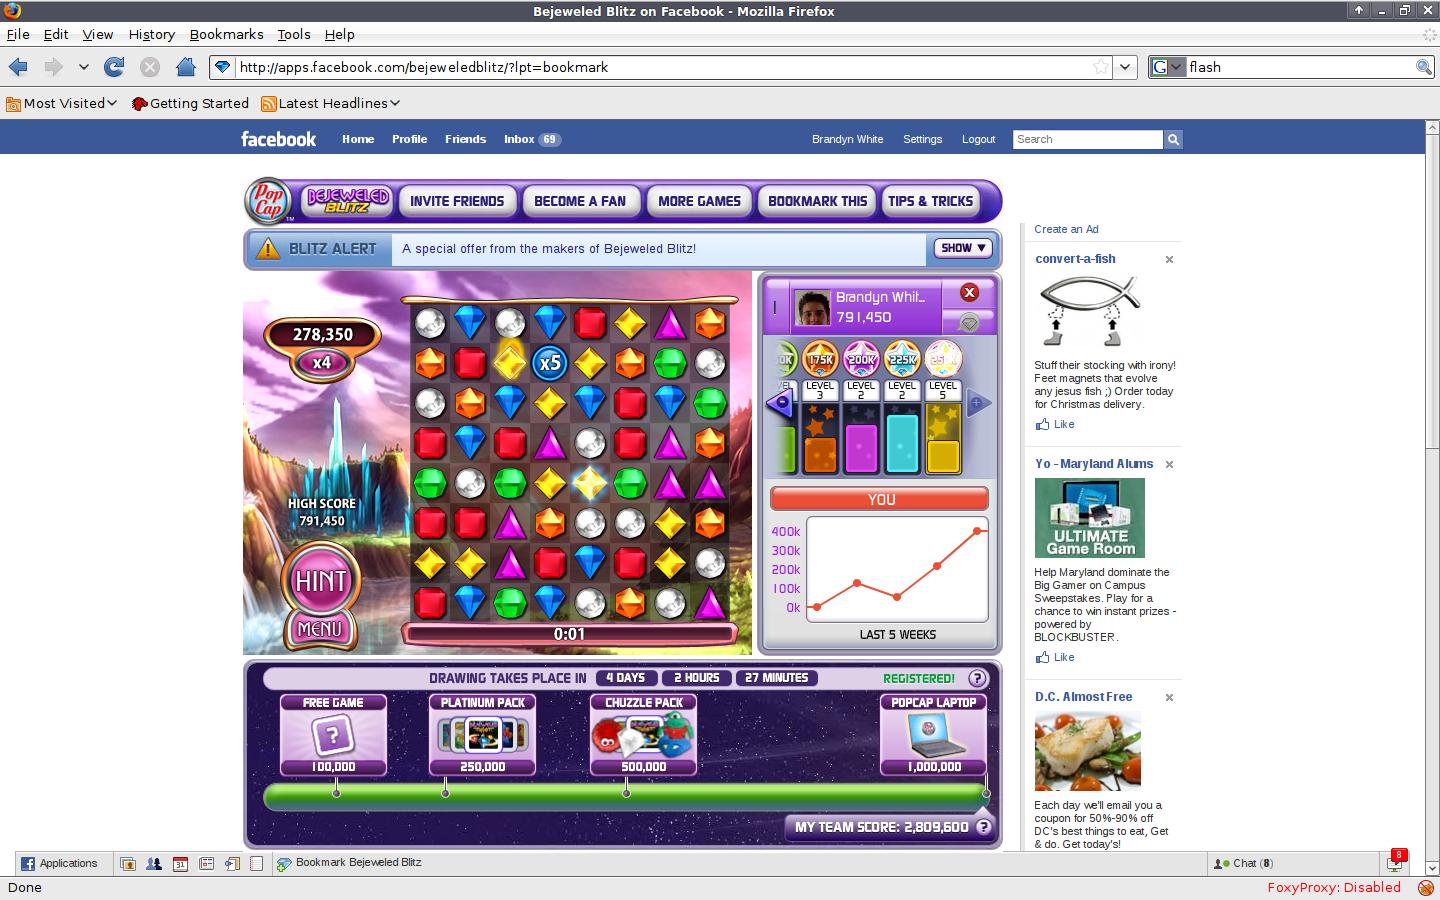 Bejeweled Blitz on Facebook - Mozilla Firefox
File Edit View History Bookmarks Tools Help
http://apps.facebook.com/bejeweledblitz/?lpt=bookmark
G flash
Most Visited Getting Started Latest Headlines
facebook Home Profile Friends Inbox 69 Brandyn White Settings Logout Search
Pop Cap TM BEJEWELED BLITZ INVITE FRIENDS BECOME A FAN MORE GAMES BOOKMARK THIS TIPS & TRICKS
BLITZ ALERT A special offer from the makers of Bejeweled Blitz! SHOW
278,350
x4
x5
HIGH SCORE
791,450
HINT
MENU
0:01
1 Brandyn Whit...
791,450
175K 200K 225K
LEVEL 3 LEVEL 2 LEVEL 2 LEVEL 5
YOU
400k
300k
200k
100k
0k
LAST 5 WEEKS
DRAWING TAKES PLACE IN 4 DAYS 2 HOURS 27 MINUTES REGISTERED! ?
FREE GAME PLATINUM PACK CHUZZLE PACK POPCAP LAPTOP
?
100,000 250,000 500,000 1,000,000
MY TEAM SCORE: 2,809,600 ?
Create an Ad
convert-a-fish
Stuff their stocking with irony!
Feet magnets that evolve
any jesus fish ;) Order today
for Christmas delivery.
Like
Yo - Maryland Alums
ULTIMATE
Game Room
Help Maryland dominate the
Big Gamer on Campus
Sweepstakes. Play for a
chance to win instant prizes -
powered by
BLOCKBUSTER.
Like
D.C. Almost Free
Each day we'll email you a
coupon for 50%-90% off
DC's best things to eat, Get
& do. Get today's!
Applications 31 Bookmark Bejeweled Blitz Chat (8) 8
Done FoxyProxy: Disabled